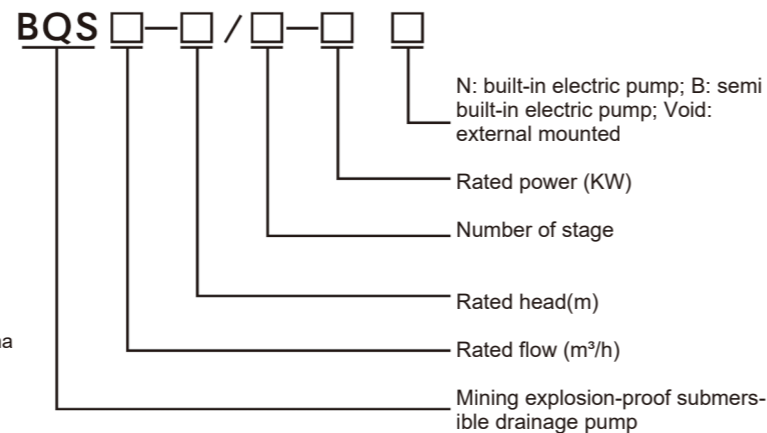 BQS □—□/□—□ □
N: built-in electric pump; B: semi
built-in electric pump; Void:
external mounted
Rated power (KW)
Number of stage
Rated head(m)
na
Rated flow (m³/h)
Mining explosion-proof submers-
ible drainage pump